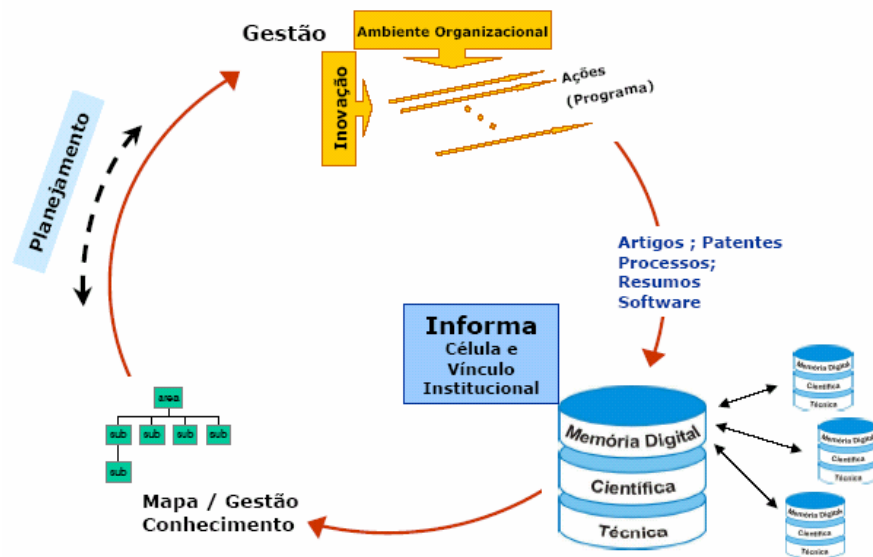 Gestão
Ambiente Organizacional
Inovação
Ações
(Programa)
Planejamento
Artigos ; Patentes
Processos;
Resumos
Software
Informa
Célula e
Vínculo
Institucional
Memória Digital
Científica
Técnica
Memória Digital
Científica
Técnica
Memória Digital
Científica
Técnica
Memória Digital
Científica
Técnica
area
sub sub sub sub
sub
Mapa / Gestão
Conhecimento